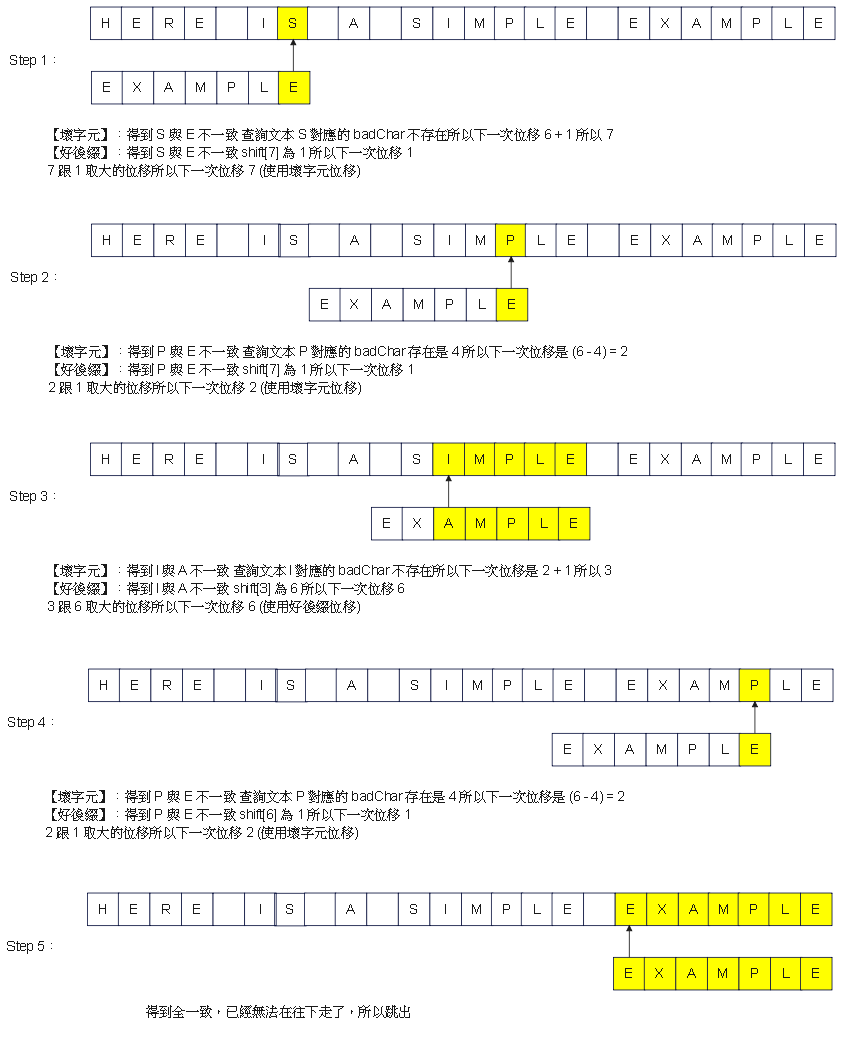 H E R E I S A S I M P L E E X A M P L E
Step 1：
E X A M P L E
【壞字元】：得到 S 與 E 不一致 查詢文本 S 對應的 badChar 不存在所以下一次位移 6 + 1 所以 7
【好後綴】：得到 S 與 E 不一致 shift[7] 為 1 所以下一次位移 1
7 跟 1 取大的位移所以下一次位移 7 (使用壞字元位移)
H E R E I S A S I M P L E E X A M P L E
Step 2：
E X A M P L E
【壞字元】：得到 P 與 E 不一致 查詢文本 P 對應的 badChar 存在是 4 所以下一次位移是 (6 - 4) = 2
【好後綴】：得到 P 與 E 不一致 shift[7] 為 1 所以下一次位移 1
2 跟 1 取大的位移所以下一次位移 2 (使用壞字元位移)
H E R E I S A S I M P L E E X A M P L E
Step 3：
E X A M P L E
【壞字元】：得到 I 與 A 不一致 查詢文本 I 對應的 badChar 不存在所以下一次位移是 2 + 1 所以 3
【好後綴】：得到 I 與 A 不一致 shift[3] 為 6 所以下一次位移 6
3 跟 6 取大的位移所以下一次位移 6 (使用好後綴位移)
H E R E I S A S I M P L E E X A M P L E
Step 4：
E X A M P L E
【壞字元】：得到 P 與 E 不一致 查詢文本 P 對應的 badChar 存在是 4 所以下一次位移是 (6 - 4) = 2
【好後綴】：得到 P 與 E 不一致 shift[6] 為 1 所以下一次位移 1
2 跟 1 取大的位移所以下一次位移 2 (使用壞字元位移)
H E R E I S A S I M P L E E X A M P L E
Step 5：
E X A M P L E
得到全一致，已經無法在往下走了，所以跳出